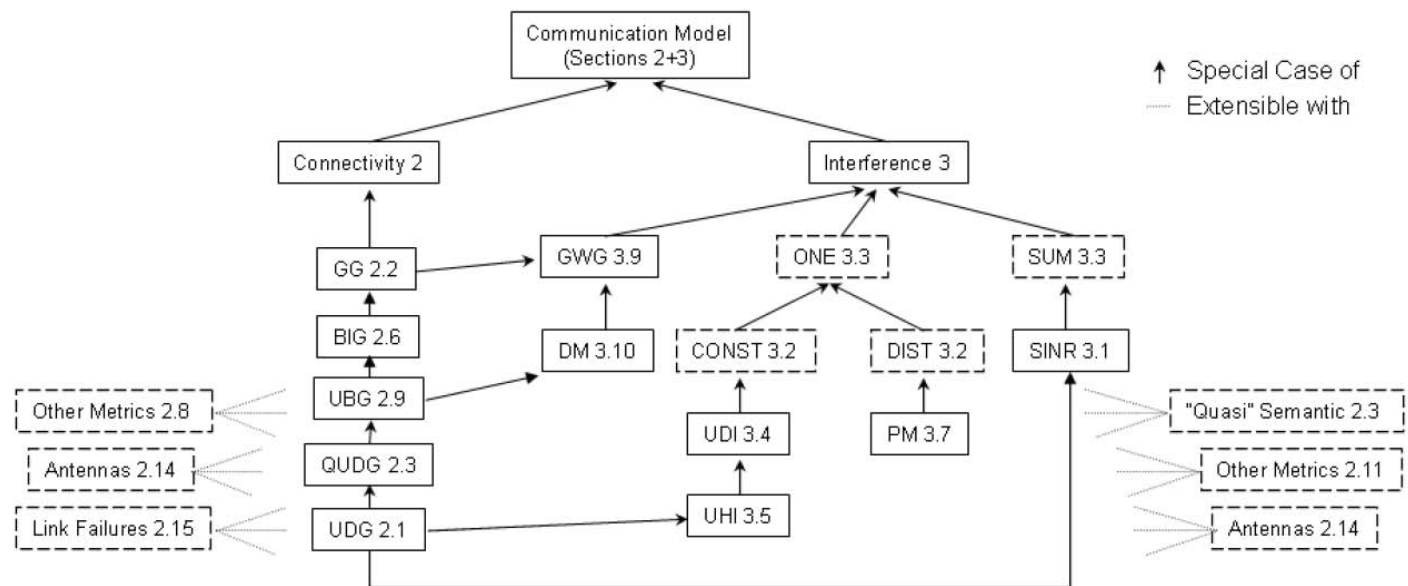 Communication Model
(Sections 2+3)
Special Case of
Extensible with
Connectivity 2
Interference 3
GG 2.2
GWG 3.9
ONE 3.3
SUM 3.3
BIG 2.6
DM 3.10
CONST 3.2
DIST 3.2
SINR 3.1
Other Metrics 2.8
UBG 2.9
"Quasi" Semantic 2.3
UDI 3.4
PM 3.7
Antennas 2.14
QUDG 2.3
Other Metrics 2.11
Link Failures 2.15
UDG 2.1
UHI 3.5
Antennas 2.14